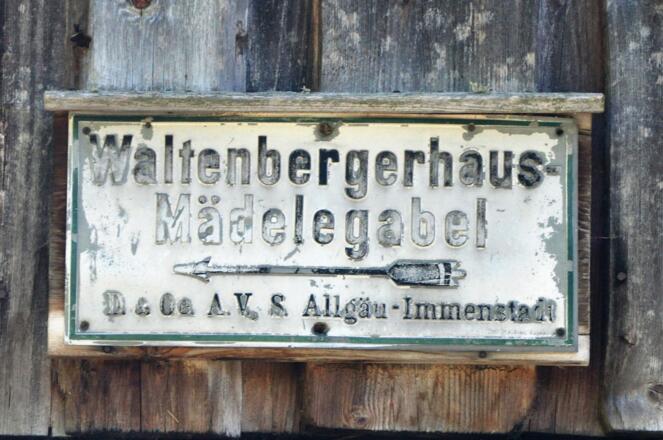 Waltenbergerhaus-
Mädelegabel
D. & Oe. A.V. S. Allgäu-Immenstadt